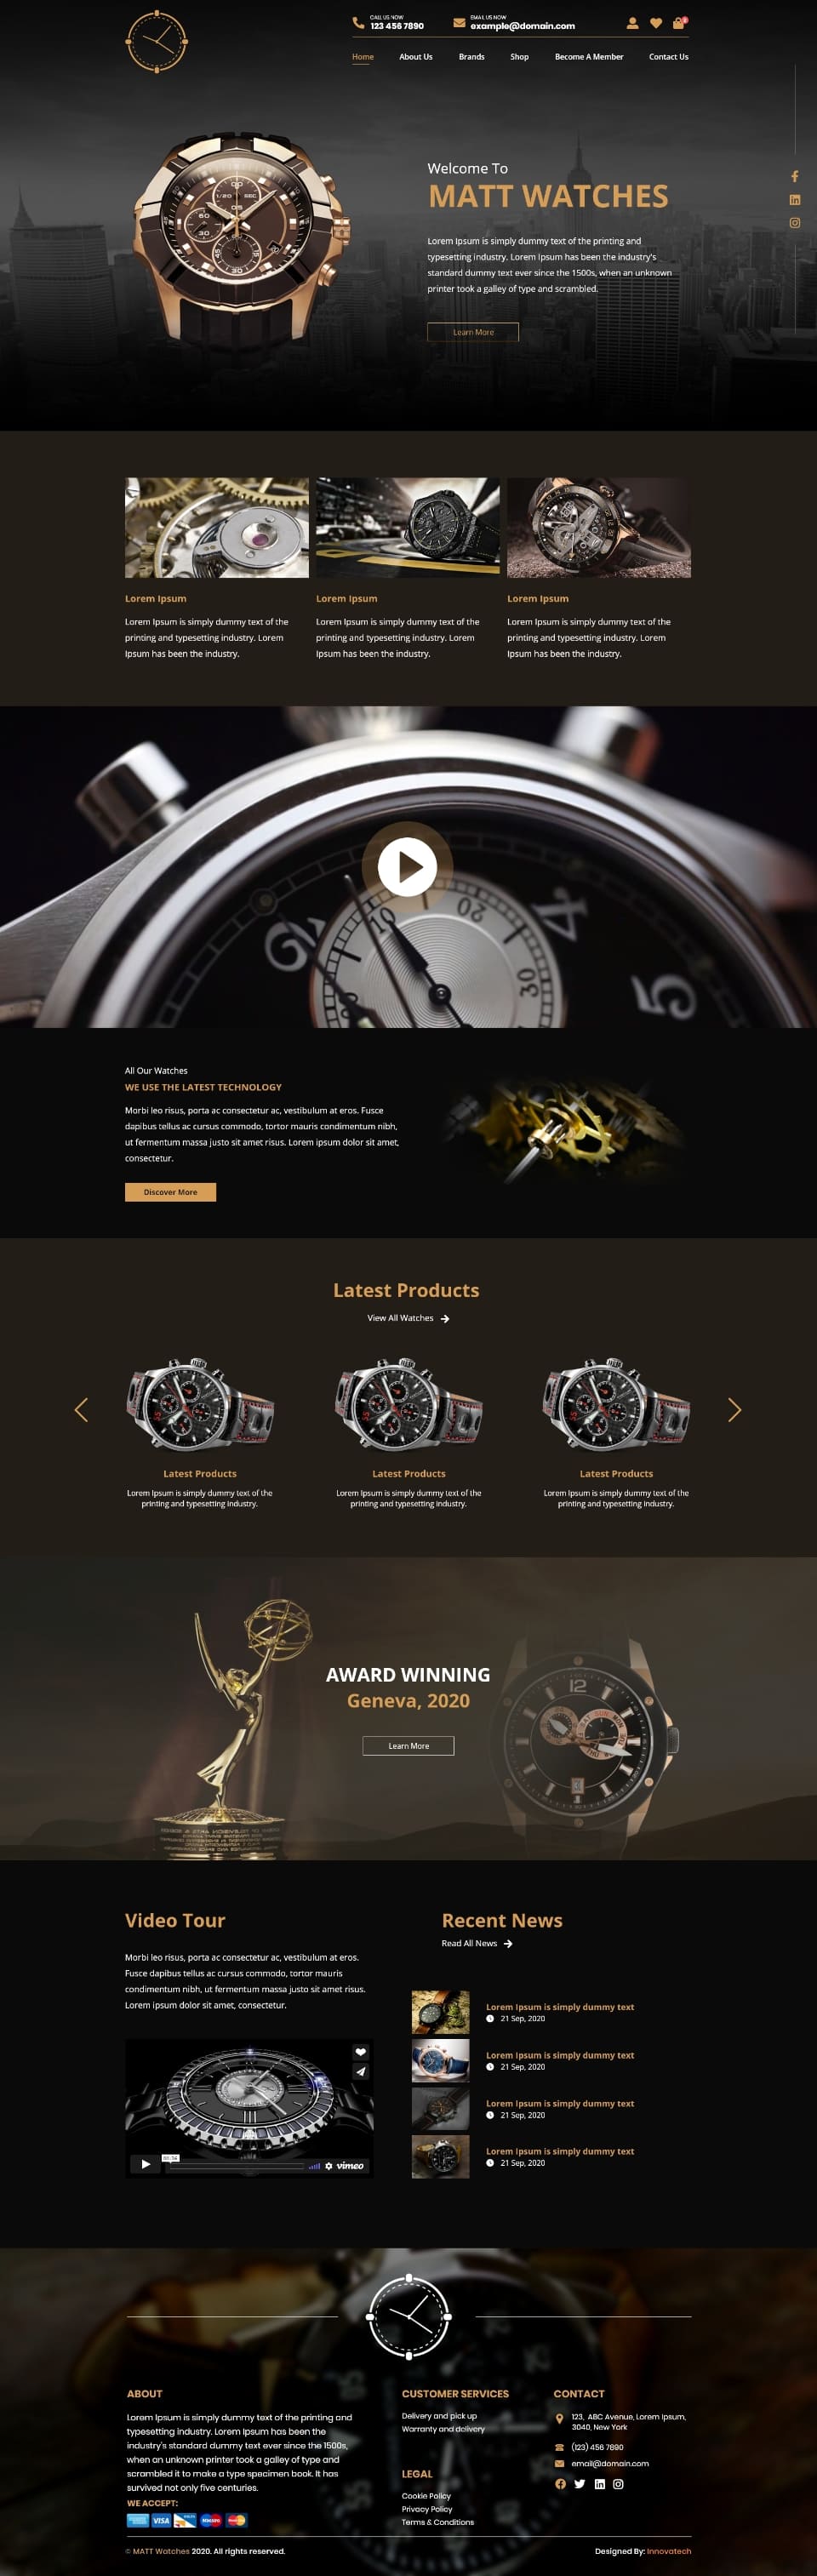 CALL US NOW
123 456 7890
EMAIL US NOW
example@domain.com
Home
About Us
Brands
Shop
Become A Member
Contact Us
Welcome To
MATT WATCHES
Lorem Ipsum is simply dummy text of the printing and
typesetting industry. Lorem Ipsum has been the industry's
standard dummy text ever since the 1500s, when an unknown
printer took a galley of type and scrambled.
Learn More
Lorem Ipsum
Lorem Ipsum is simply dummy text of the
printing and typesetting industry. Lorem
Ipsum has been the industry.
Lorem Ipsum
Lorem Ipsum is simply dummy text of the
printing and typesetting industry. Lorem
Ipsum has been the industry.
Lorem Ipsum
Lorem Ipsum is simply dummy text of the
printing and typesetting industry. Lorem
Ipsum has been the industry.
All Our Watches
WE USE THE LATEST TECHNOLOGY
Morbi leo risus, porta ac consectetur ac, vestibulum at eros. Fusce
dapibus tellus ac cursus commodo, tortor mauris condimentum nibh,
ut fermentum massa justo sit amet risus. Lorem ipsum dolor sit amet,
consectetur.
Discover More
Latest Products
View All Watches
Latest Products
Lorem Ipsum is simply dummy text of the
printing and typesetting industry.
Latest Products
Lorem Ipsum is simply dummy text of the
printing and typesetting industry.
Latest Products
Lorem Ipsum is simply dummy text of the
printing and typesetting industry.
AWARD WINNING
Geneva, 2020
Learn More
Video Tour
Morbi leo risus, porta ac consectetur ac, vestibulum at eros.
Fusce dapibus tellus ac cursus commodo, tortor mauris
condimentum nibh, ut fermentum massa justo sit amet risus.
Lorem ipsum dolor sit amet, consectetur.
vimeo
Recent News
Read All News
Lorem Ipsum is simply dummy text
21 Sep, 2020
Lorem Ipsum is simply dummy text
21 Sep, 2020
Lorem Ipsum is simply dummy text
21 Sep, 2020
Lorem Ipsum is simply dummy text
21 Sep, 2020
ABOUT
Lorem Ipsum is simply dummy text of the printing and
typesetting industry. Lorem Ipsum has been the
industry's standard dummy text ever since the 1500s,
when an unknown printer took a galley of type and
scrambled it to make a type specimen book. It has
survived not only five centuries.
WE ACCEPT:
VISA
CUSTOMER SERVICES
Delivery and pick up
Warranty and delivery
LEGAL
Cookie Policy
Privacy Policy
Terms & Conditions
CONTACT
123, ABC Avenue, Lorem Ipsum,
3040, New York
(123) 456 7890
email@domain.com
© MATT Watches 2020. All rights reserved.
Designed By: Innovatech